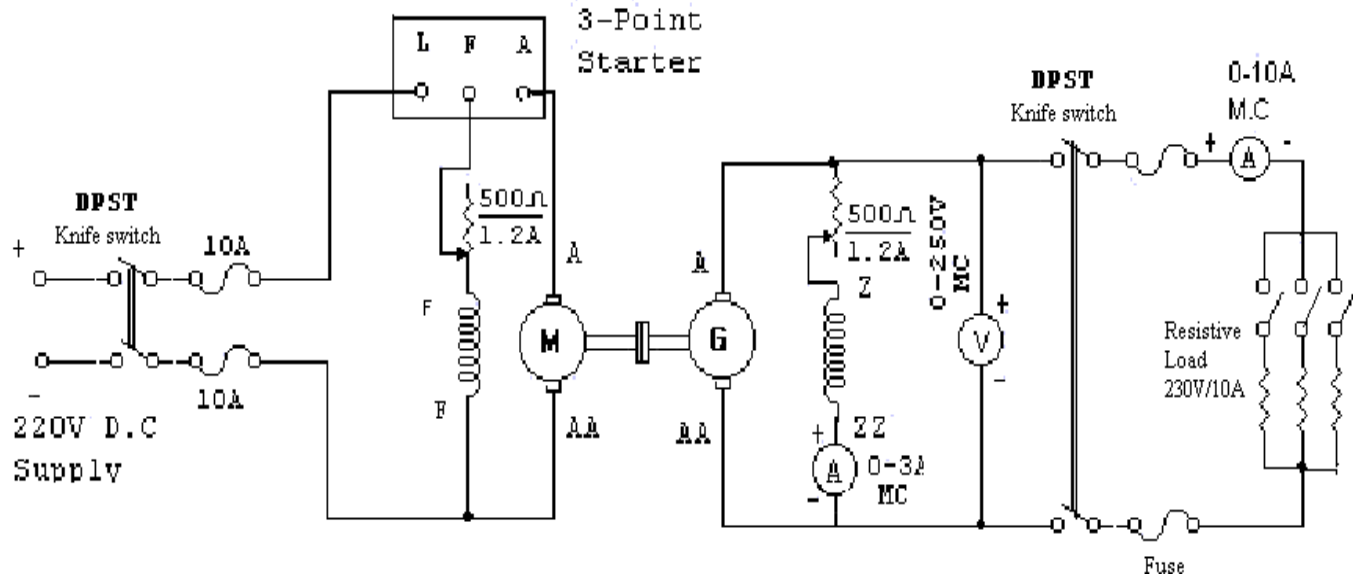 3-Point
Starter
L F A
0-10A
M.C
+ A -
DPST
Knife switch
DPST
Knife switch
+
10A
10A
-
220V D.C
Supply
500Ω
1.2A
F
F
A
M
AA
A
G
AA
500Ω
1.2A
Z
ZZ
+
A
-
0-3A
MC
0-250V
MC
+
V
-
Resistive
Load
230V/10A
Fuse